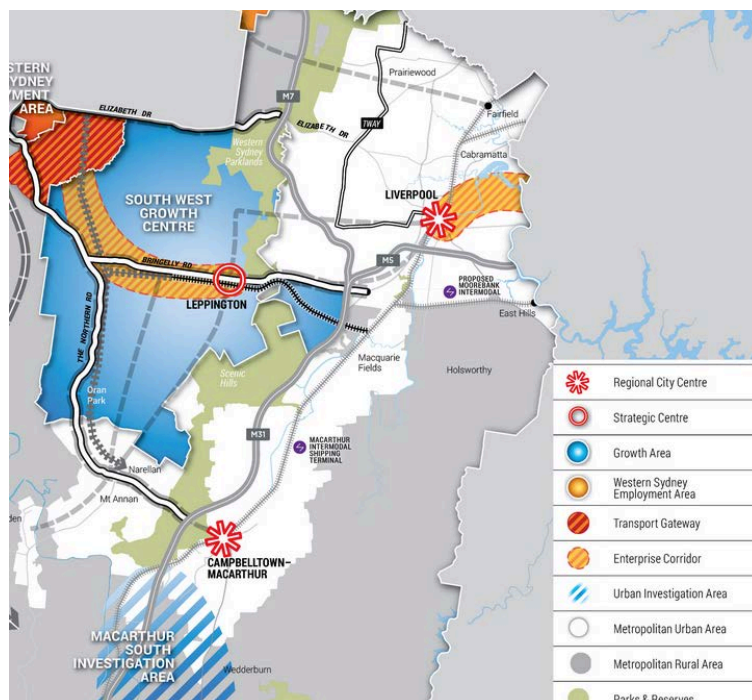 STERN
YDNEY
YMENT
AREA
ELIZABETH DR
M7
Prairiewood
ELIZABETH DR
TWAY
Fairfield
Western
Sydney
Parklands
Cabramatta
LIVERPOOL
SOUTH WEST
GROWTH
CENTRE
BRINGELLY RD
M5
LEPPINGTON
PROPOSED
MOOREBANK
INTERMODAL
East Hills
THE NORTHERN RD
Macquarie
Fields
Holsworthy
Scenic
Hills
Oran
Park
M31
MACARTHUR
INTERMODAL
SHIPPING
TERMINAL
Narellan
Mt Annan
den
CAMPBELLTOWN–
MACARTHUR
MACARTHUR
SOUTH
INVESTIGATION
AREA
Wedderburn
Regional City Centre
Strategic Centre
Growth Area
Western Sydney
Employment Area
Transport Gateway
Enterprise Corridor
Urban Investigation Area
Metropolitan Urban Area
Metropolitan Rural Area
Parks & Reserves